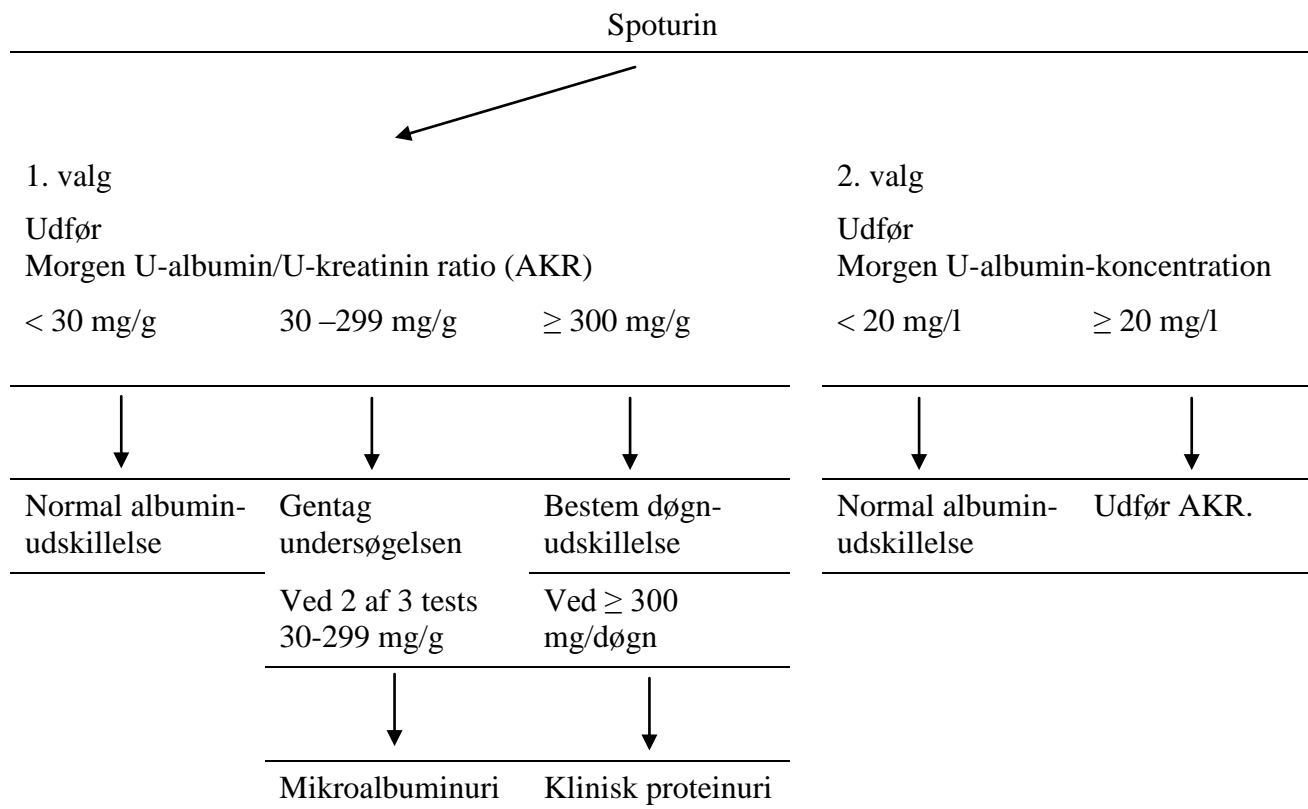 Spoturin
1. valg
Udfør
Morgen U-albumin/U-kreatinin ratio (AKR)
< 30 mg/g 30 –299 mg/g ≥ 300 mg/g
2. valg
Udfør
Morgen U-albumin-koncentration
< 20 mg/l ≥ 20 mg/l
Normal albumin-
udskillelse
Gentag
undersøgelsen
Ved 2 af 3 tests
30-299 mg/g
Bestem døgn-
udskillelse
Ved ≥ 300
mg/døgn
Normal albumin-
udskillelse
Udfør AKR.
Mikroalbuminuri
Klinisk proteinuri